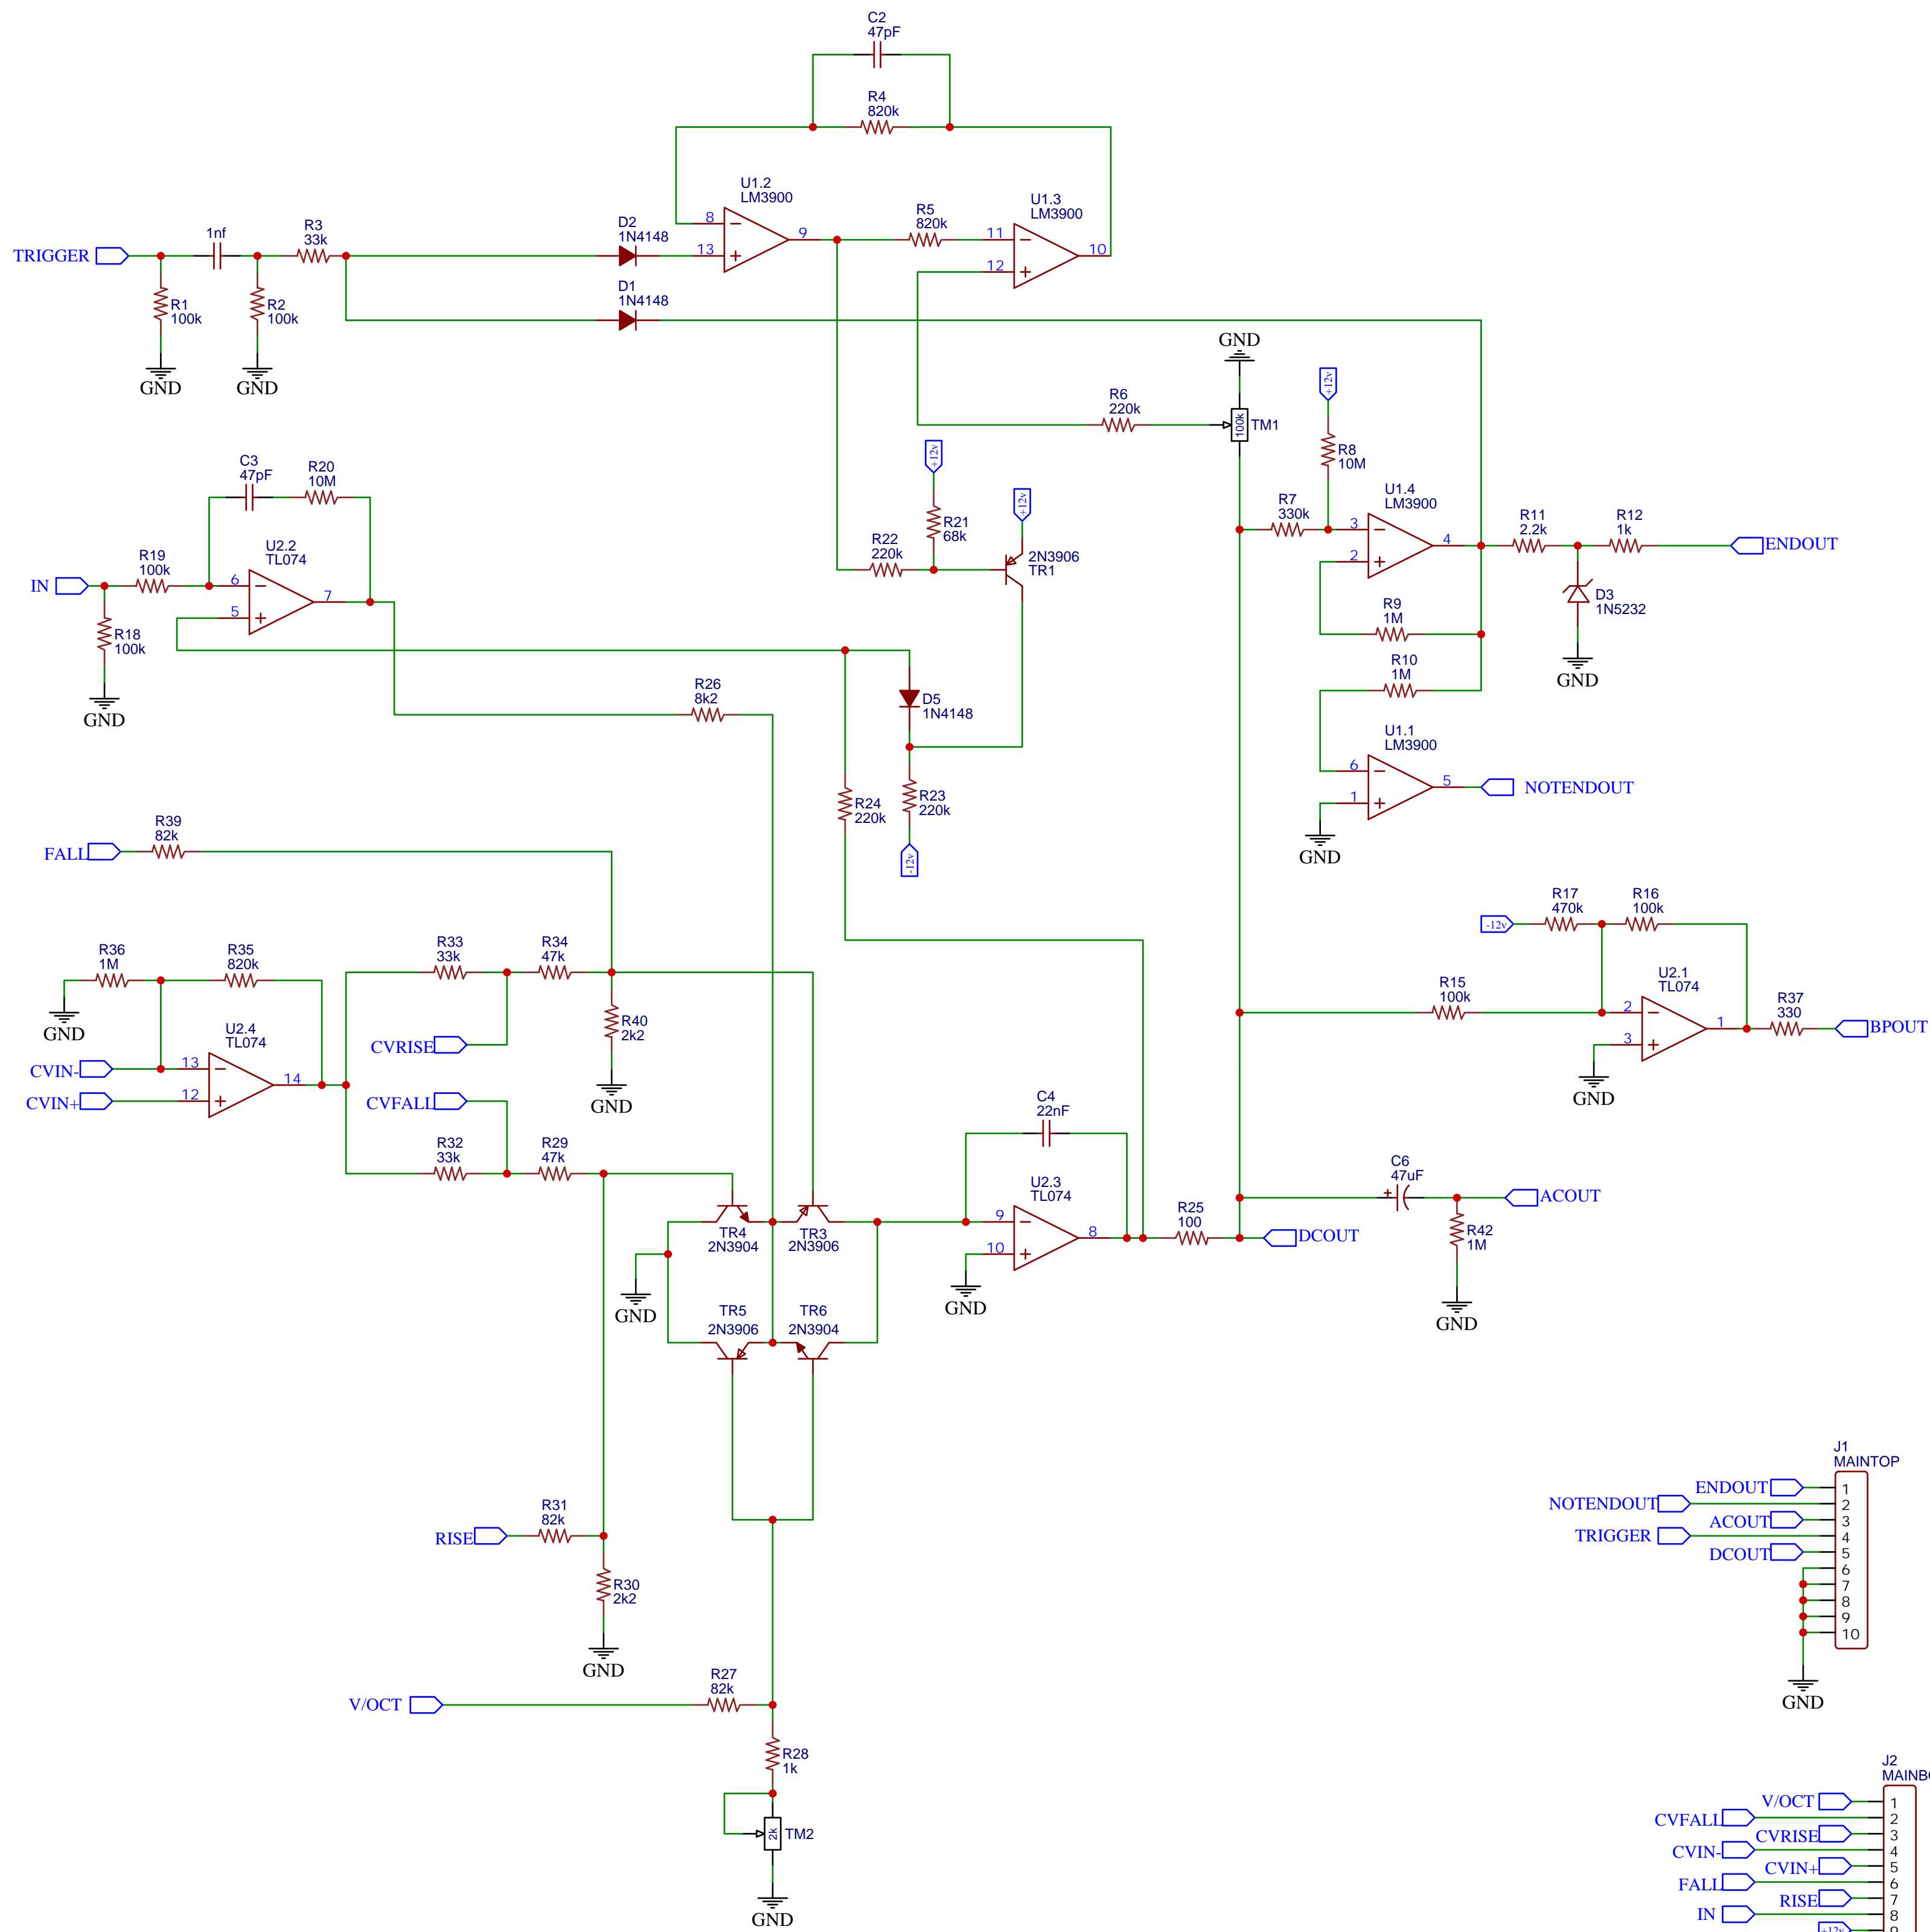 C2
47pF
R4
820k
U1.2
LM3900
8
13
9
R5
820k
U1.3
LM3900
11
12
10
TRIGGER
1nf
R3
33k
D2
1N4148
D1
1N4148
R1
100k
R2
100k
GND
GND
GND
R6
220k
100k
TM1
+12v
R8
10M
C3
47pF
R20
10M
U2.2
TL074
R19
100k
IN
6
5
7
R18
100k
GND
+12v
R21
68k
+12v
R22
220k
2N3906
TR1
R7
330k
U1.4
LM3900
3
2
4
R11
2.2k
R12
1k
ENDOUT
D3
1N5232
GND
R9
1M
R10
1M
R26
8k2
D5
1N4148
U1.1
LM3900
6
1
5
NOTENDOUT
GND
R24
220k
R23
220k
-12v
R39
82k
FALL
R17
470k
R16
100k
-12v
R36
1M
R35
820k
GND
U2.4
TL074
CVIN-
13
CVIN+
12
14
R33
33k
R34
47k
CVRISE
R40
2k2
GND
CVFALL
R32
33k
R29
47k
R15
100k
U2.1
TL074
2
3
1
R37
330
BPOUT
GND
C4
22nF
U2.3
TL074
9
10
8
R25
100
DCOUT
GND
C6
47uF
+
ACOUT
R42
1M
GND
TR4
2N3904
TR3
2N3906
GND
TR5
2N3906
TR6
2N3904
R31
82k
RISE
R30
2k2
GND
R27
82k
V/OCT
R28
1k
2k
TM2
GND
J1
MAINTOP
ENDOUT
1
NOTENDOUT
2
ACOUT
3
TRIGGER
4
DCOUT
5
6
7
8
9
10
GND
J2
V/OCT
1
CVFALL
2
CVRISE
3
CVIN-
4
CVIN+
5
FALL
6
RISE
7
IN
8
+12v
9